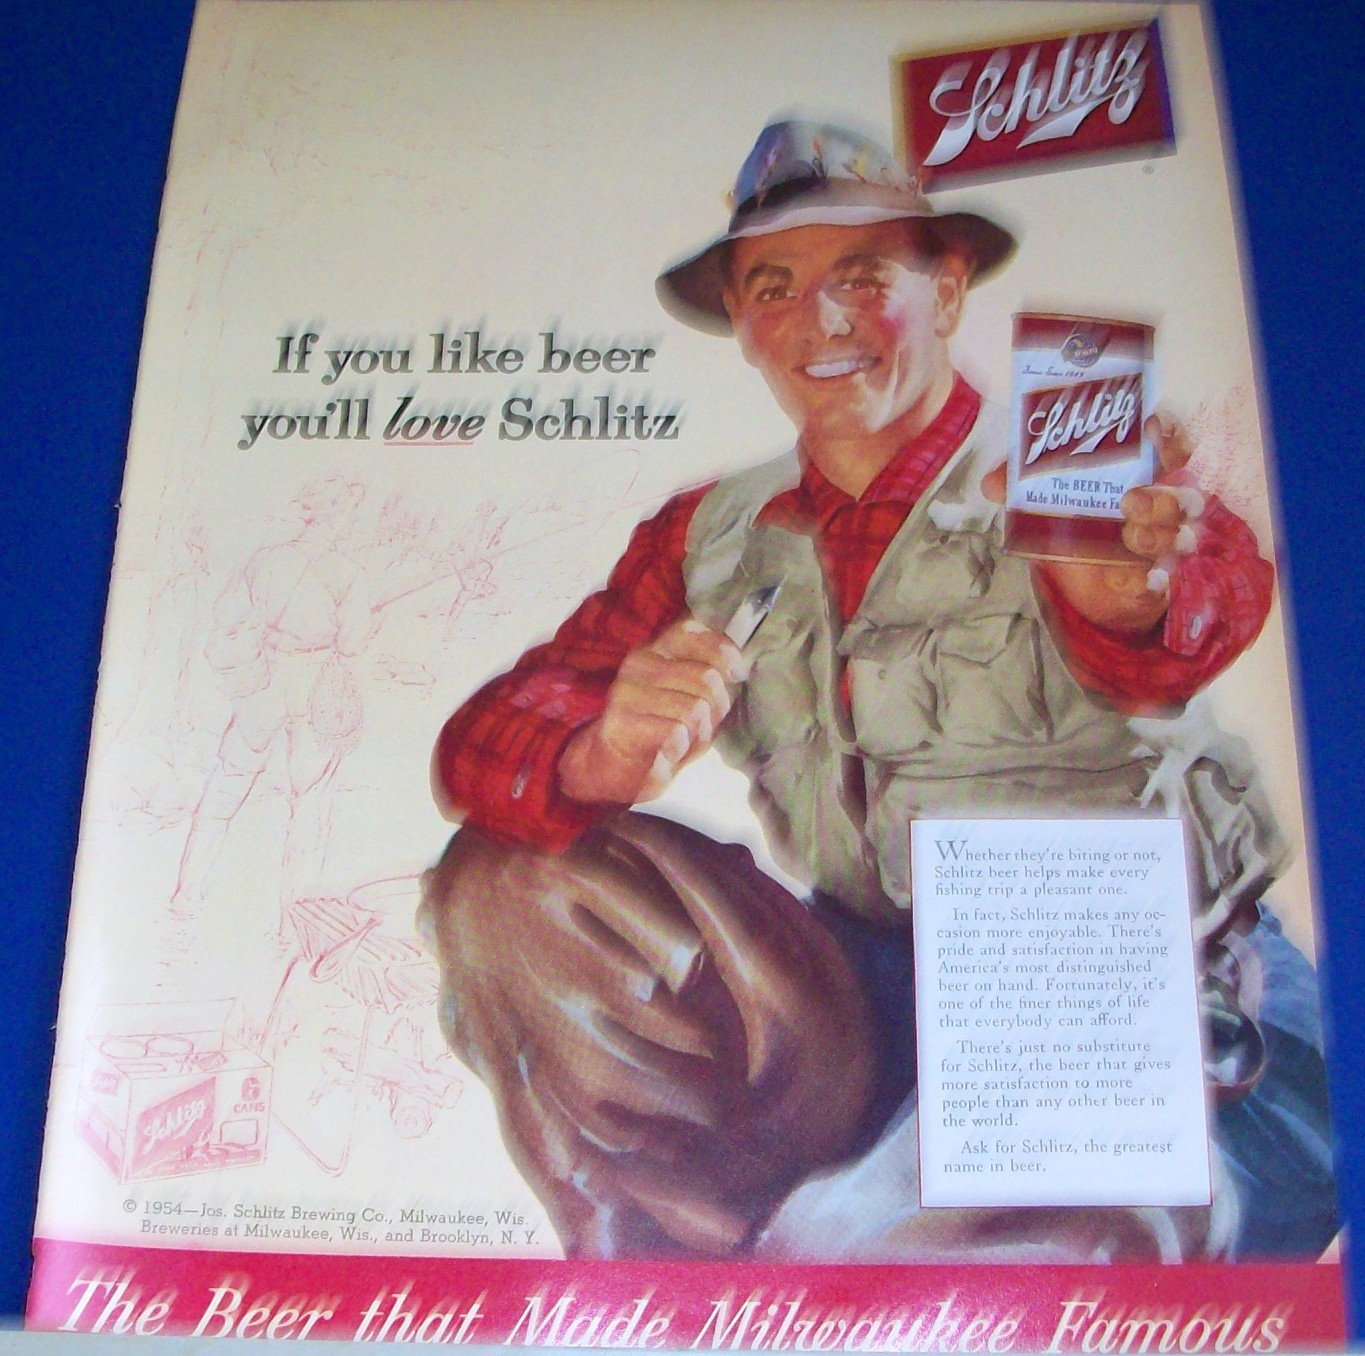 Schlitz
®
If you like beer
you'll love Schlitz
Since 1849
Schlitz
The BEER That
Made Milwaukee Fa
Whether they're biting or not,
Schlitz beer helps make every
fishing trip a pleasant one.
In fact, Schlitz makes any oc-
casion more enjoyable. There's
pride and satisfaction in having
America's most distinguished
beer on hand. Fortunately, it's
one of the finer things of life
that everybody can afford.
There's just no substitute
for Schlitz, the beer that gives
more satisfaction to more
people than any other beer in
the world.
Ask for Schlitz, the greatest
name in beer.
Schlitz
6
CANS
© 1954—Jos. Schlitz Brewing Co., Milwaukee, Wis.
Breweries at Milwaukee, Wis., and Brooklyn, N. Y.
The Beer that Made Milwaukee Famous